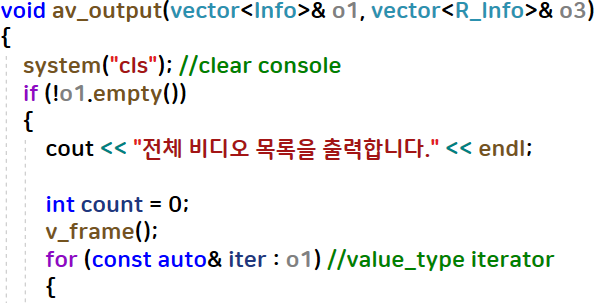 void av_output(vector<Info>& o1, vector<R_Info>& o3)
{
system("cls"); //clear console
if (!o1.empty())
{
cout << "전체 비디오 목록을 출력합니다." << endl;
int count = 0;
v_frame();
for (const auto& iter : o1) //value_type iterator
{